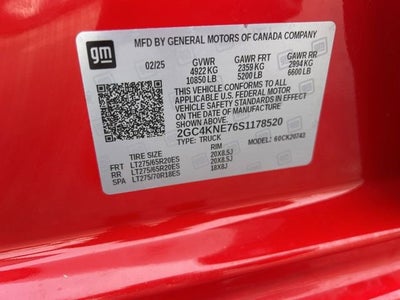 gm
MFD BY GENERAL MOTORS OF CANADA COMPANY
02/25 GVWR GAWR FRT GAWR RR
4922 KG 2359 KG 2994 KG
10850 LB 5200 LB 6600 LB
THIS VEHICLE CONFORMS TO ALL
APPLICABLE U.S. FEDERAL MOTOR
VEHICLE SAFETY STANDARDS IN
EFFECT ON THE DATE OF MANUFACTURE
SHOWN ABOVE.
2GC4KNE76S1178520
TYPE: TRUCK MODEL: 6DCK20743
TIRE SIZE RIM
FRT LT275/65R20ES 20X8.5J
RR LT275/65R20ES 20X8.5J
SPA LT275/70R18ES 18X8J